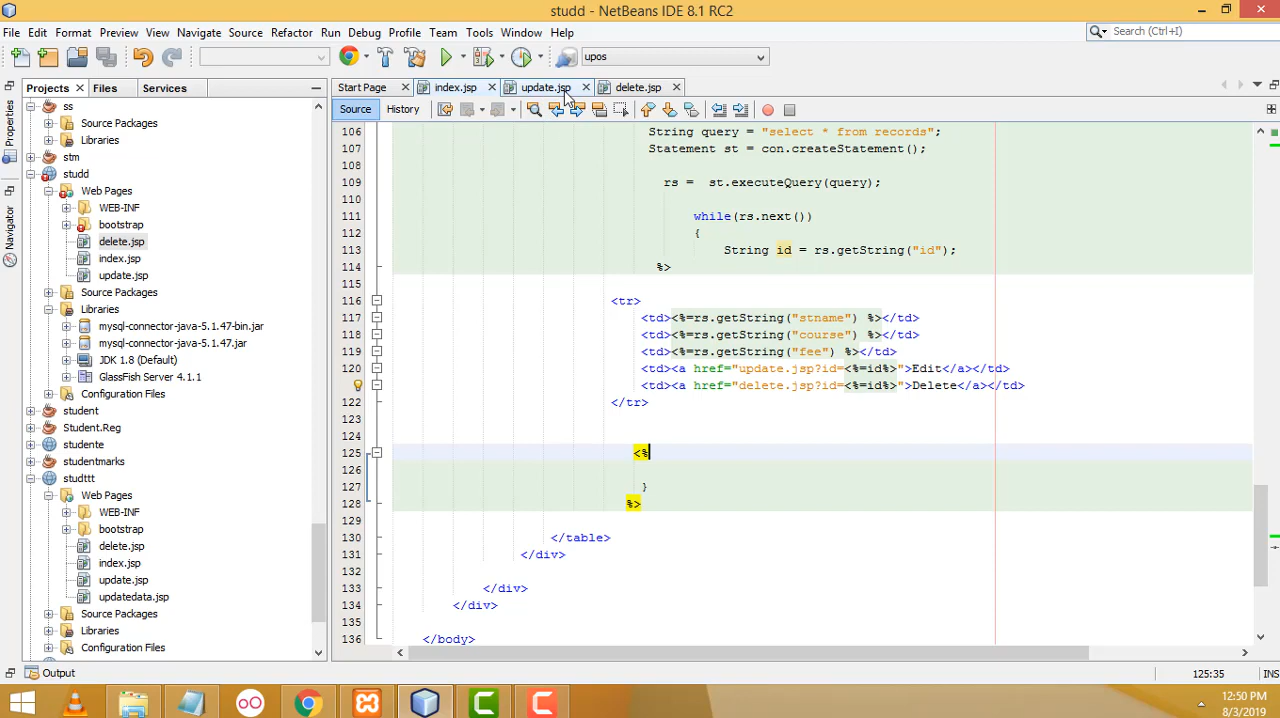 studd - NetBeans IDE 8.1 RC2
File Edit Format Preview View Navigate Source Refactor Run Debug Profile Team Tools Window Help
Search (Ctrl+I)
upos
Projects Files Services
Start Page index.jsp update.jsp delete.jsp
Source History
Properties
Navigator
ss
Source Packages
Libraries
stm
studd
Web Pages
WEB-INF
bootstrap
delete.jsp
index.jsp
update.jsp
Source Packages
Libraries
mysql-connector-java-5.1.47-bin.jar
mysql-connector-java-5.1.47.jar
JDK 1.8 (Default)
GlassFish Server 4.1.1
Configuration Files
student
Student.Reg
studente
studentmarks
studttt
Web Pages
WEB-INF
bootstrap
delete.jsp
index.jsp
update.jsp
updatedata.jsp
Source Packages
Libraries
Configuration Files
106 String query = "select * from records";
107 Statement st = con.createStatement();
108
109 rs = st.executeQuery(query);
110
111 while(rs.next())
112 {
113 String id = rs.getString("id");
114 %>
115
116 <tr>
117 <td><%=rs.getString("stname") %></td>
118 <td><%=rs.getString("course") %></td>
119 <td><%=rs.getString("fee") %></td>
120 <td><a href="update.jsp?id=<%=id%>">Edit</a></td>
<td><a href="delete.jsp?id=<%=id%>">Delete</a></td>
122 </tr>
123
124
125 <%
126
127 }
128 %>
129
130 </table>
131 </div>
132
133 </div>
134 </div>
135
136 </body>
Output
125:35
INS
12:50 PM
8/3/2019